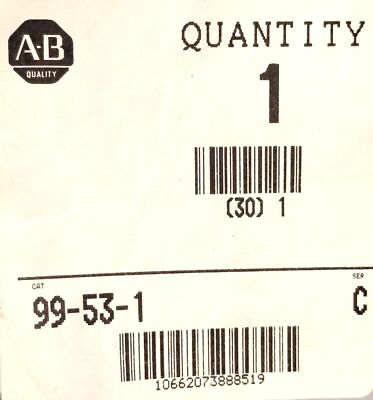 A-B
QUALITY
QUANTITY
1
(30) 1
CAT
SER
99-53-1
C
10662073888519